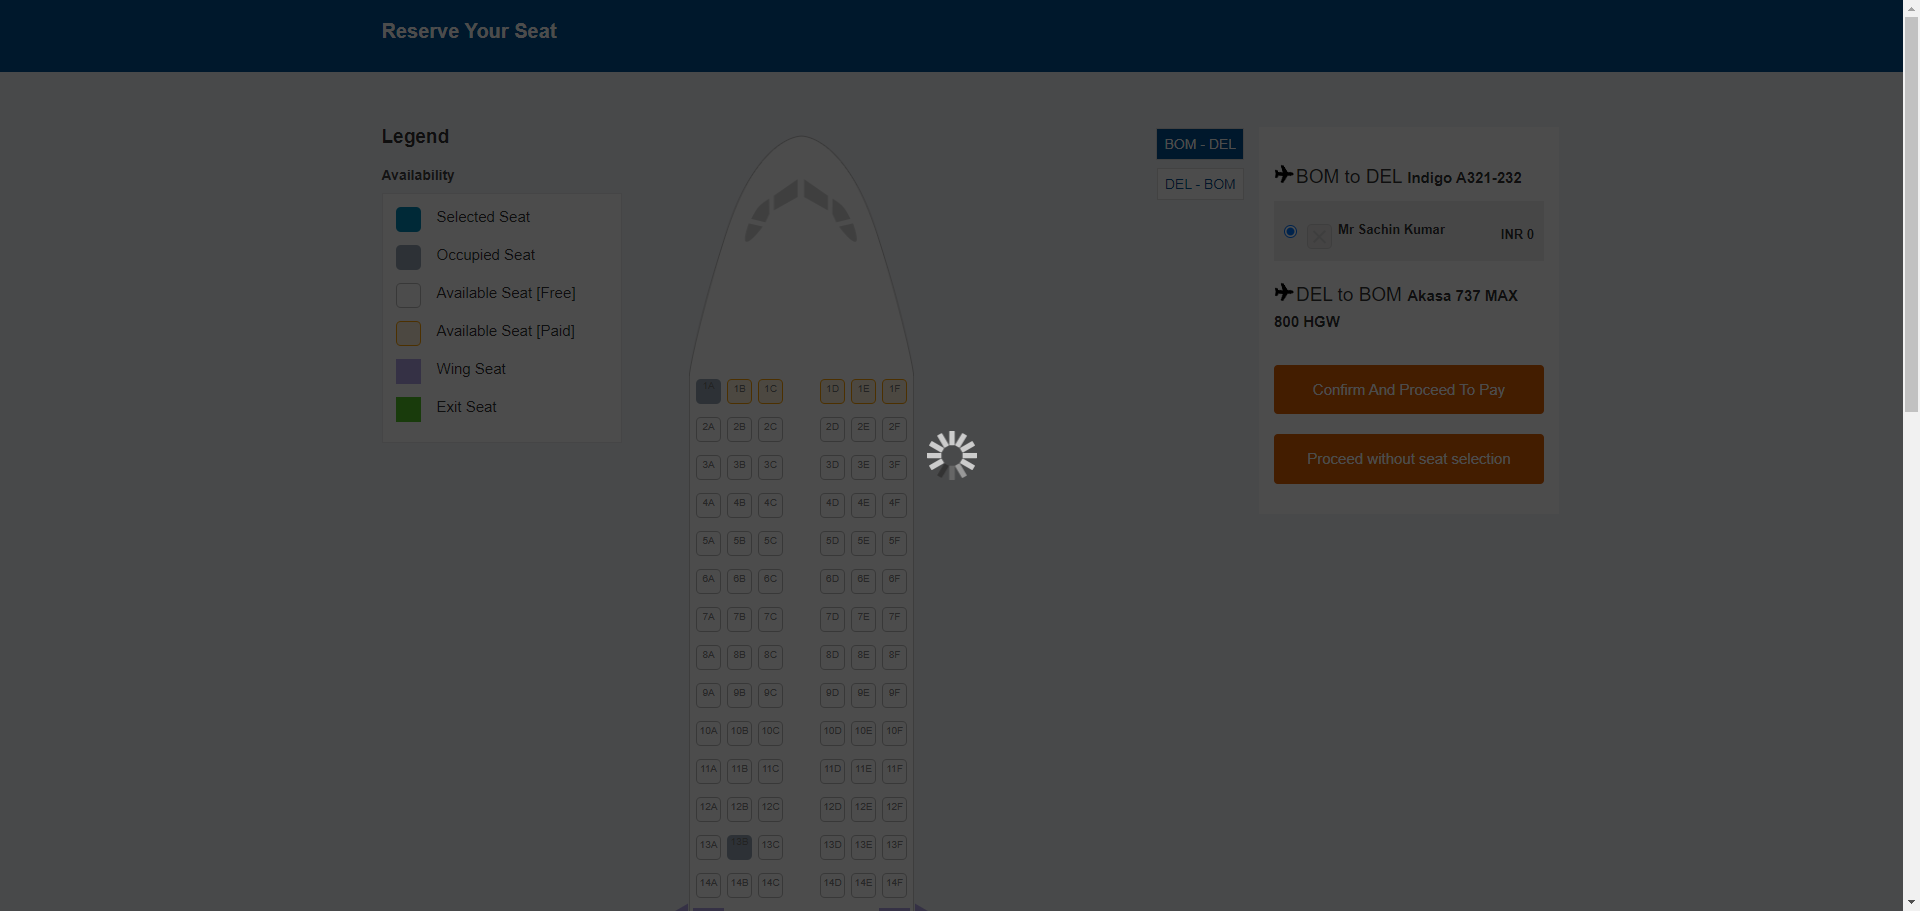 Reserve Your Seat
Legend
Availability
Selected Seat
Occupied Seat
Available Seat [Free]
Available Seat [Paid]
Wing Seat
Exit Seat
1A 1B 1C 1D 1E 1F
2A 2B 2C 2D 2E 2F
3A 3B 3C 3D 3E 3F
4A 4B 4C 4D 4E 4F
5A 5B 5C 5D 5E 5F
6A 6B 6C 6D 6E 6F
7A 7B 7C 7D 7E 7F
8A 8B 8C 8D 8E 8F
9A 9B 9C 9D 9E 9F
10A 10B 10C 10D 10E 10F
11A 11B 11C 11D 11E 11F
12A 12B 12C 12D 12E 12F
13A 13B 13C 13D 13E 13F
14A 14B 14C 14D 14E 14F
BOM - DEL
DEL - BOM
BOM to DEL Indigo A321-232
Mr Sachin Kumar
INR 0
DEL to BOM Akasa 737 MAX
800 HGW
Confirm And Proceed To Pay
Proceed without seat selection